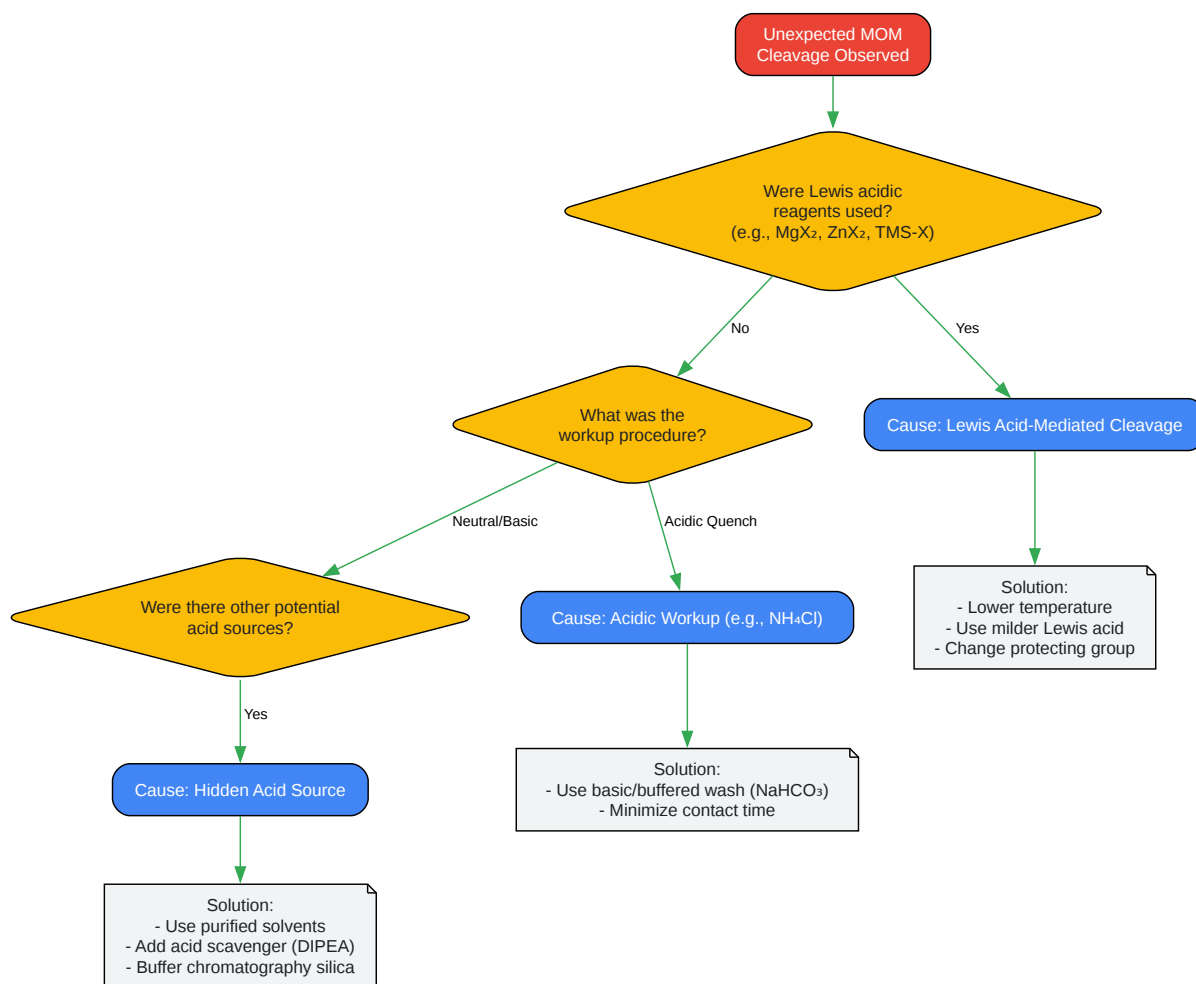 Unexpected MOM
Cleavage Observed
Were Lewis acidic
reagents used?
(e.g., MgX₂, ZnX₂, TMS-X)
No
Yes
What was the
workup procedure?
Cause: Lewis Acid-Mediated Cleavage
Neutral/Basic
Acidic Quench
Solution:
- Lower temperature
- Use milder Lewis acid
- Change protecting group
Were there other potential
acid sources?
Cause: Acidic Workup (e.g., NH₄Cl)
Yes
Solution:
- Use basic/buffered wash (NaHCO₃)
- Minimize contact time
Cause: Hidden Acid Source
Solution:
- Use purified solvents
- Add acid scavenger (DIPEA)
- Buffer chromatography silica